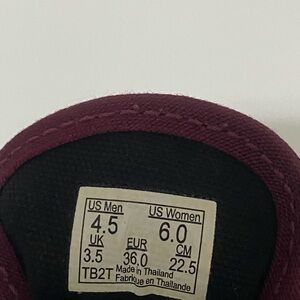 US Men US Women
4.5 6.0
UK EUR CM
3.5 36.0 22.5
TB2T Made in Thailand
Fabriqué en Thaïlande